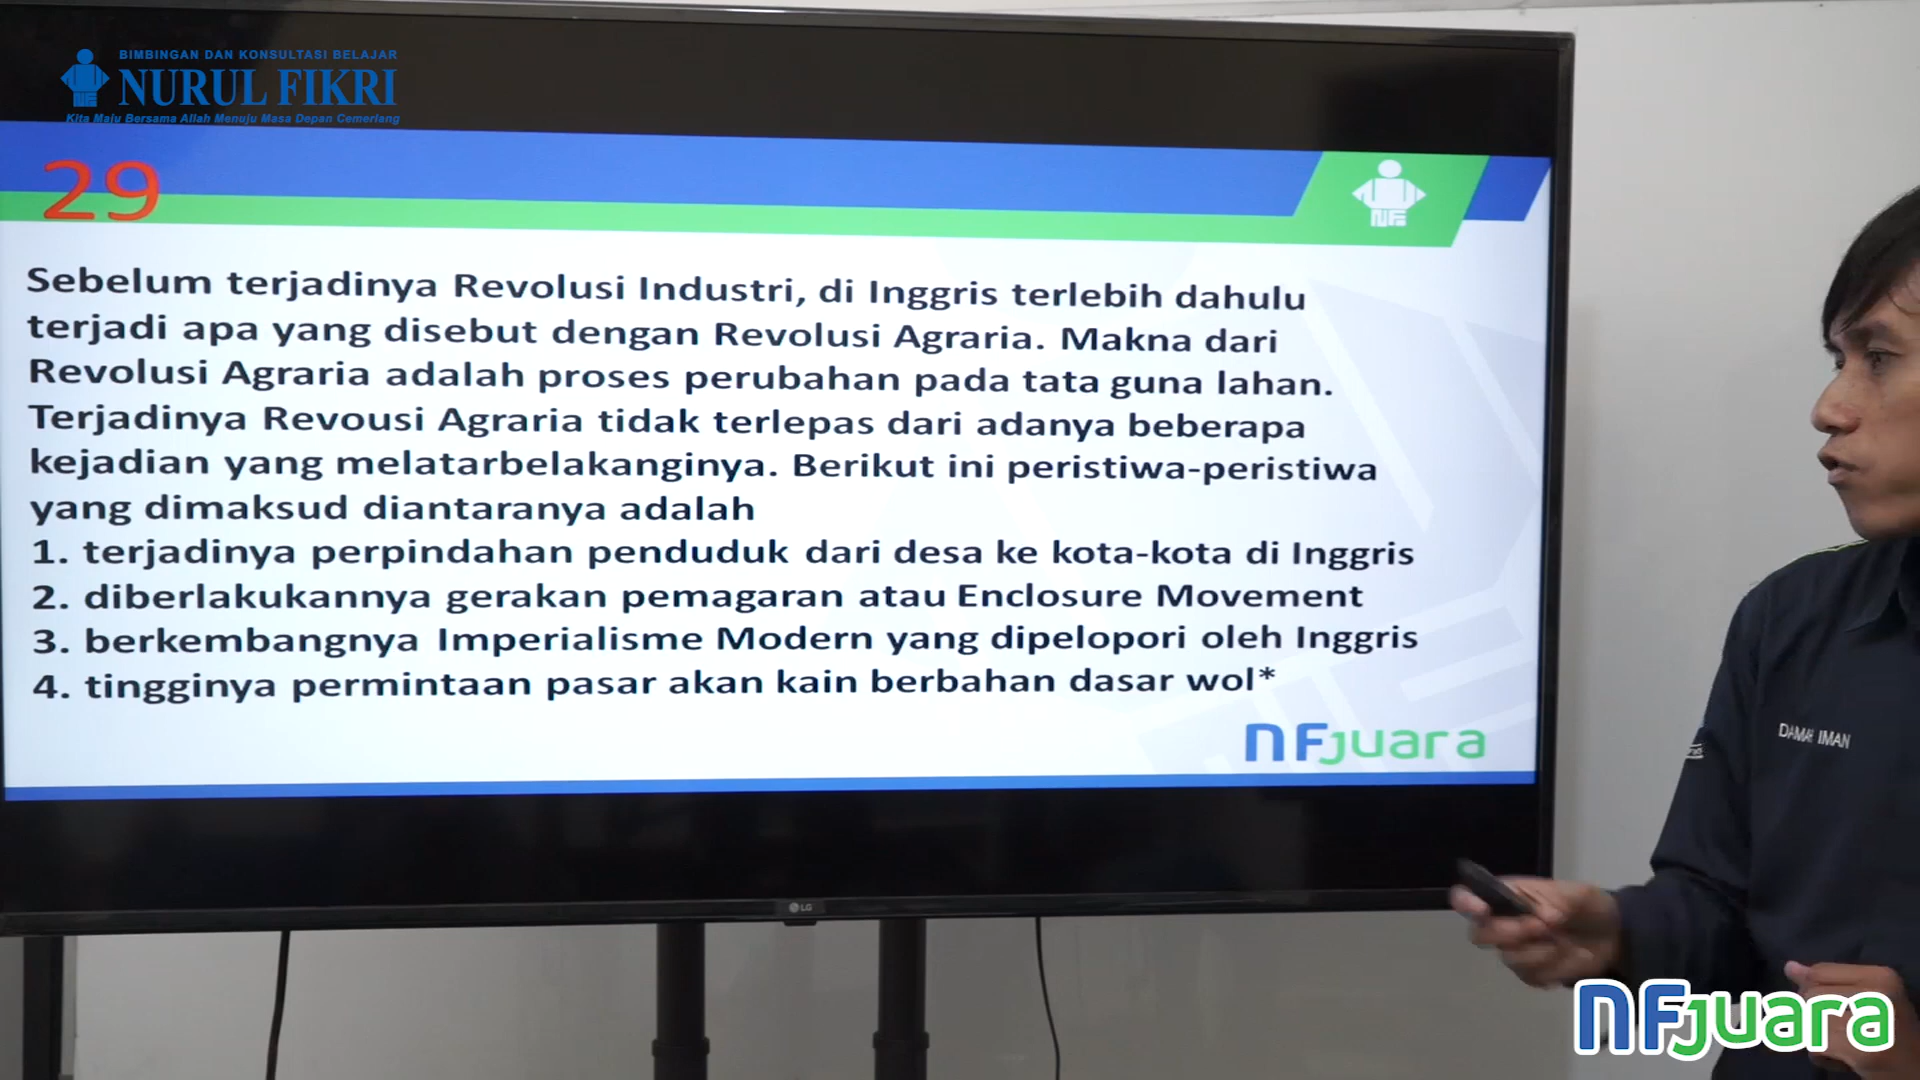 BIMBINGAN DAN KONSULTASI BELAJAR
NURUL FIKRI
Kita Maju Bersama Allah Menuju Masa Depan Cemerlang
29
NF
Sebelum terjadinya Revolusi Industri, di Inggris terlebih dahulu
terjadi apa yang disebut dengan Revolusi Agraria. Makna dari
Revolusi Agraria adalah proses perubahan pada tata guna lahan.
Terjadinya Revousi Agraria tidak terlepas dari adanya beberapa
kejadian yang melatarbelakanginya. Berikut ini peristiwa-peristiwa
yang dimaksud diantaranya adalah
1. terjadinya perpindahan penduduk dari desa ke kota-kota di Inggris
2. diberlakukannya gerakan pemagaran atau Enclosure Movement
3. berkembangnya Imperialisme Modern yang dipelopori oleh Inggris
4. tingginya permintaan pasar akan kain berbahan dasar wol*
NFjuara
LG
IMAN
NFjuara